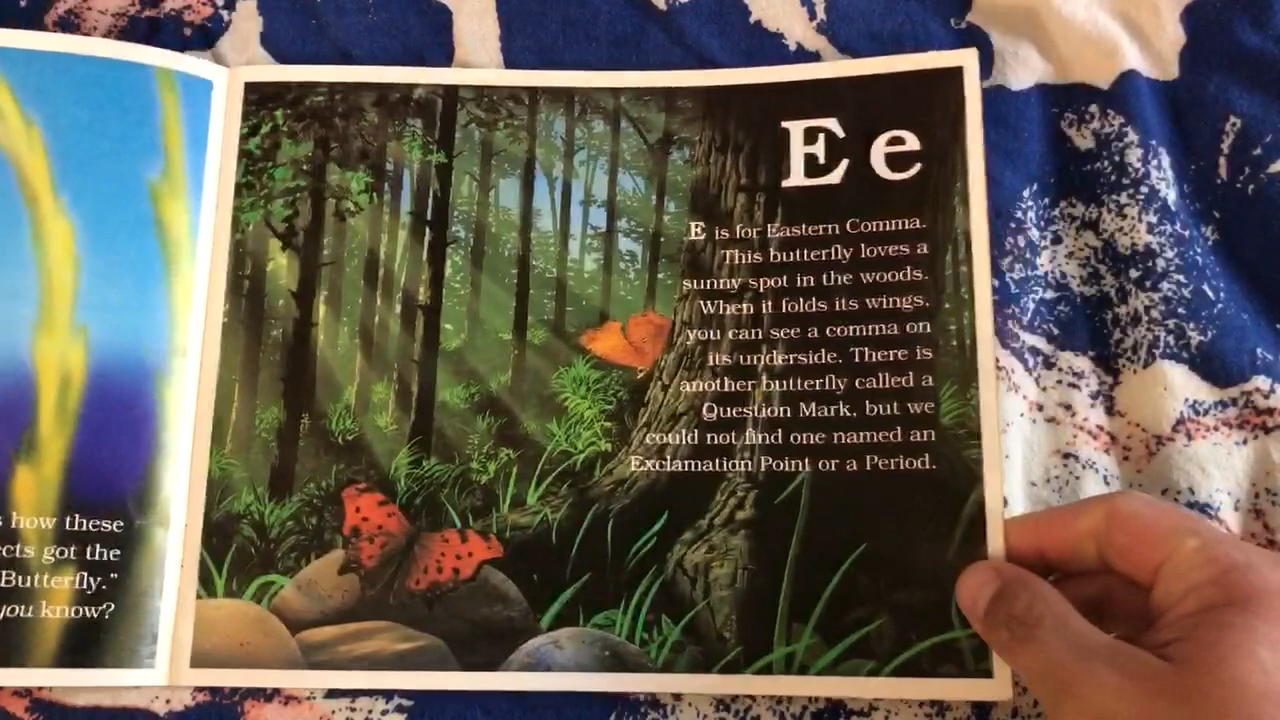 s how these
cts got the
Butterfly."
you know?
E e
E is for Eastern Comma.
This butterfly loves a
sunny spot in the woods.
When it folds its wings,
you can see a comma on
its underside. There is
another butterfly called a
Question Mark, but we
could not find one named an
Exclamation Point or a Period.